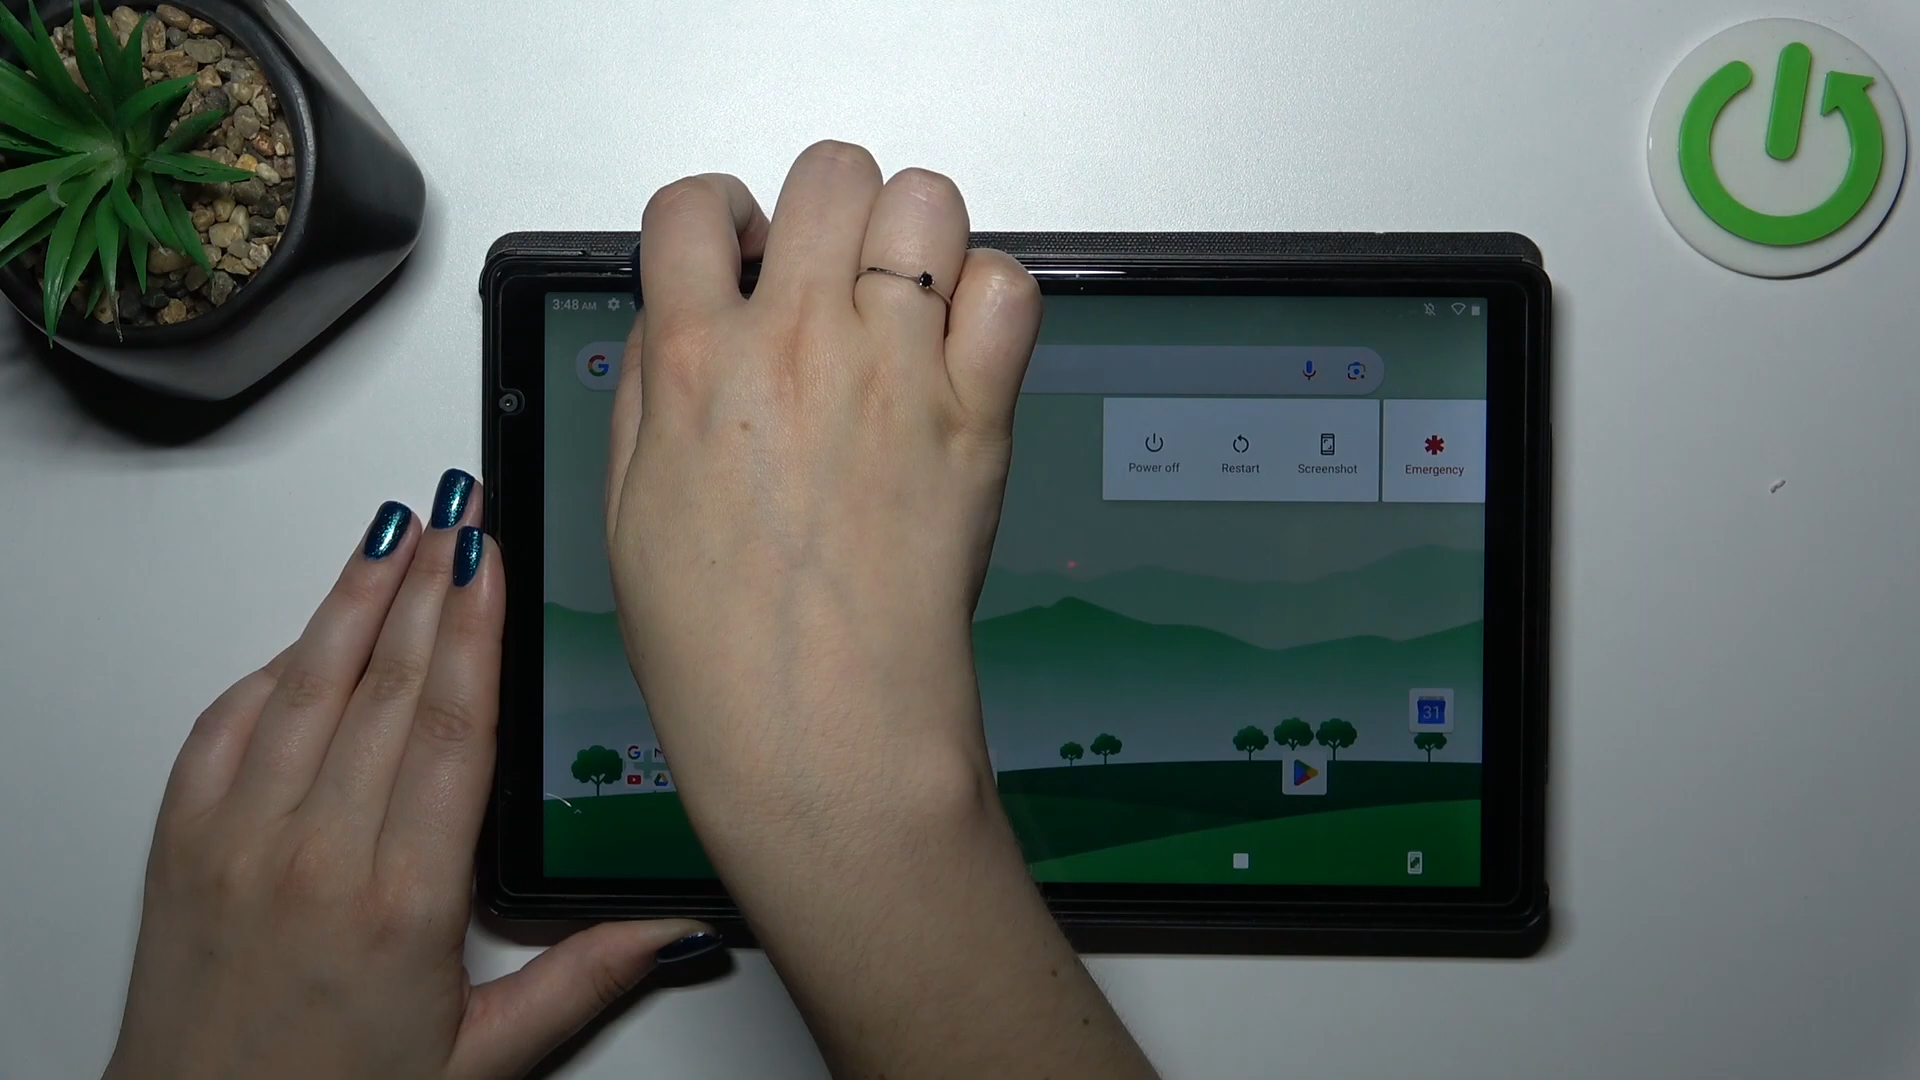 3:48 AM
G
Power off
Restart
Screenshot
Emergency
31
G